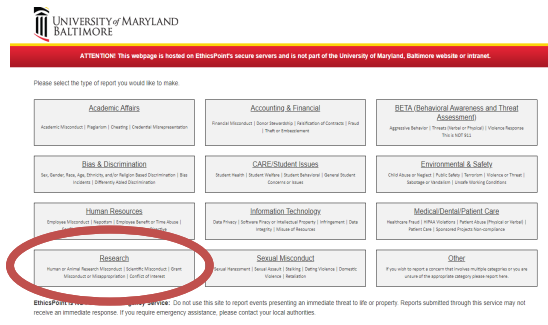 UNIVERSITY of MARYLAND
BALTIMORE
ATTENTION! This webpage is hosted on EthicsPoint's secure servers and is not part of the University of Maryland, Baltimore website or intranet.
Please select the type of report you would like to make
Academic Affairs
Academic Misconduct | Plagiarism | Cheating | Credential Misrepresentation
Accounting & Financial
Financial Misconduct | Donor Stewardship | Falsification of Contracts | Fraud
| Theft or Embezzlement
BETA (Behavioral Awareness and Threat
Assessment)
Aggressive Behavior | Threats (Verbal or Physical) | Violence Response
This is NOT 911
Bias & Discrimination
Sex, Gender, Race, Age, Ethnicity, and/or Religion Based Discrimination | Bias
Incidents | Differently-Abled Discrimination
CARE/Student Issues
Student Health | Student Welfare | Student Behavioral | General Student
Concerns or Issues
Environmental & Safety
Child Abuse or Neglect | Public Safety | Terrorism | Violence or Threat |
Sabotage or Vandalism | Unsafe Working Conditions
Human Resources
Employee Misconduct | Nepotism | Employee Benefit or Time Abuse |
Information Technology
Data Privacy | Software Piracy or Intellectual Property | Infringement | Data
Integrity | Misuse of Resources
Medical/Dental/Patient Care
Healthcare Fraud | HIPAA Violations | Patient Abuse (Physical or Verbal) |
Patient Care | Sponsored Projects Non-compliance
Research
Human or Animal Research Misconduct | Scientific Misconduct | Grant
Misconduct or Misappropriation | Conflict of Interest
Sexual Misconduct
Sexual Harassment | Sexual Assault | Stalking | Dating Violence | Domestic
Violence | Retaliation
Other
If you wish to report a concern that involves multiple categories or you are
unsure of the appropriate category please report here.
EthicsPoint is Service: Do not use this site to report events presenting an immediate threat to life or property. Reports submitted through this service may not
receive an immediate response. If you require emergency assistance, please contact your local authorities.